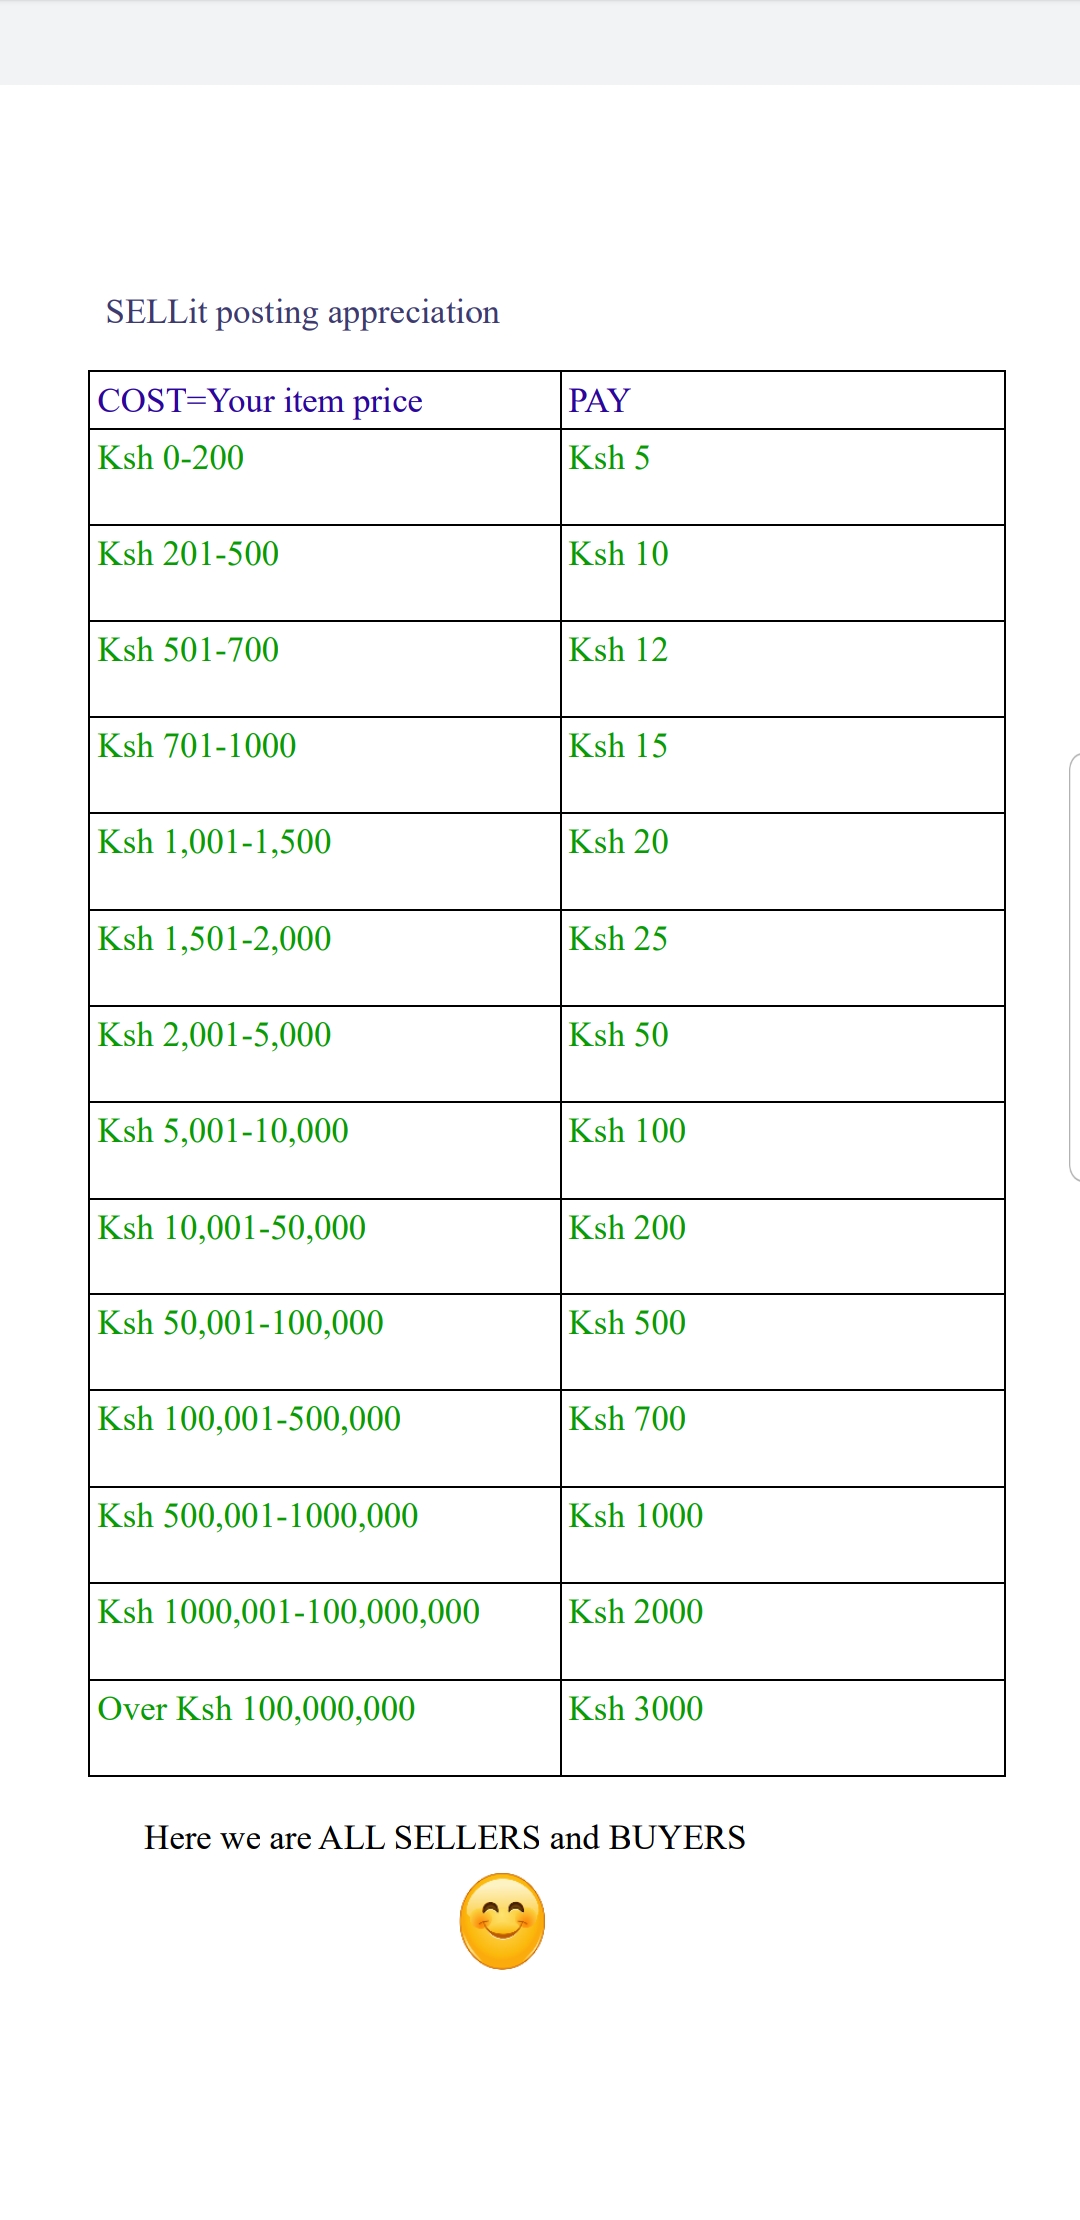 SELLit posting appreciation
COST=Your item price PAY
Ksh 0-200 Ksh 5
Ksh 201-500 Ksh 10
Ksh 501-700 Ksh 12
Ksh 701-1000 Ksh 15
Ksh 1,001-1,500 Ksh 20
Ksh 1,501-2,000 Ksh 25
Ksh 2,001-5,000 Ksh 50
Ksh 5,001-10,000 Ksh 100
Ksh 10,001-50,000 Ksh 200
Ksh 50,001-100,000 Ksh 500
Ksh 100,001-500,000 Ksh 700
Ksh 500,001-1000,000 Ksh 1000
Ksh 1000,001-100,000,000 Ksh 2000
Over Ksh 100,000,000 Ksh 3000
Here we are ALL SELLERS and BUYERS